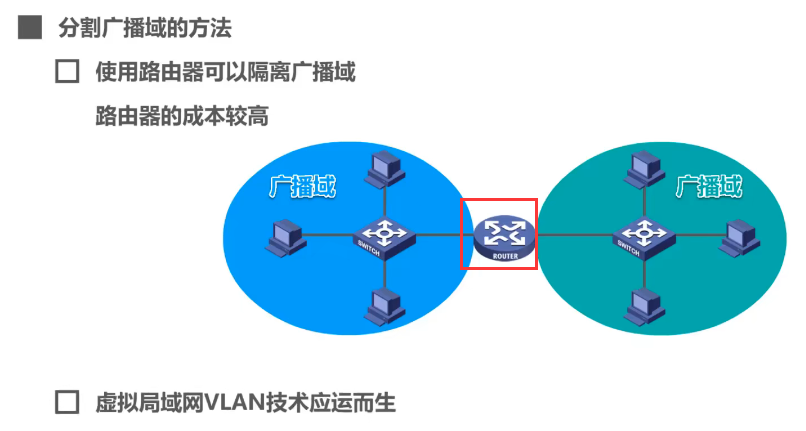 分割广播域的方法
使用路由器可以隔离广播域
路由器的成本较高
广播域
广播域
SWITCH
ROUTER
SWITCH
虚拟局域网VLAN技术应运而生